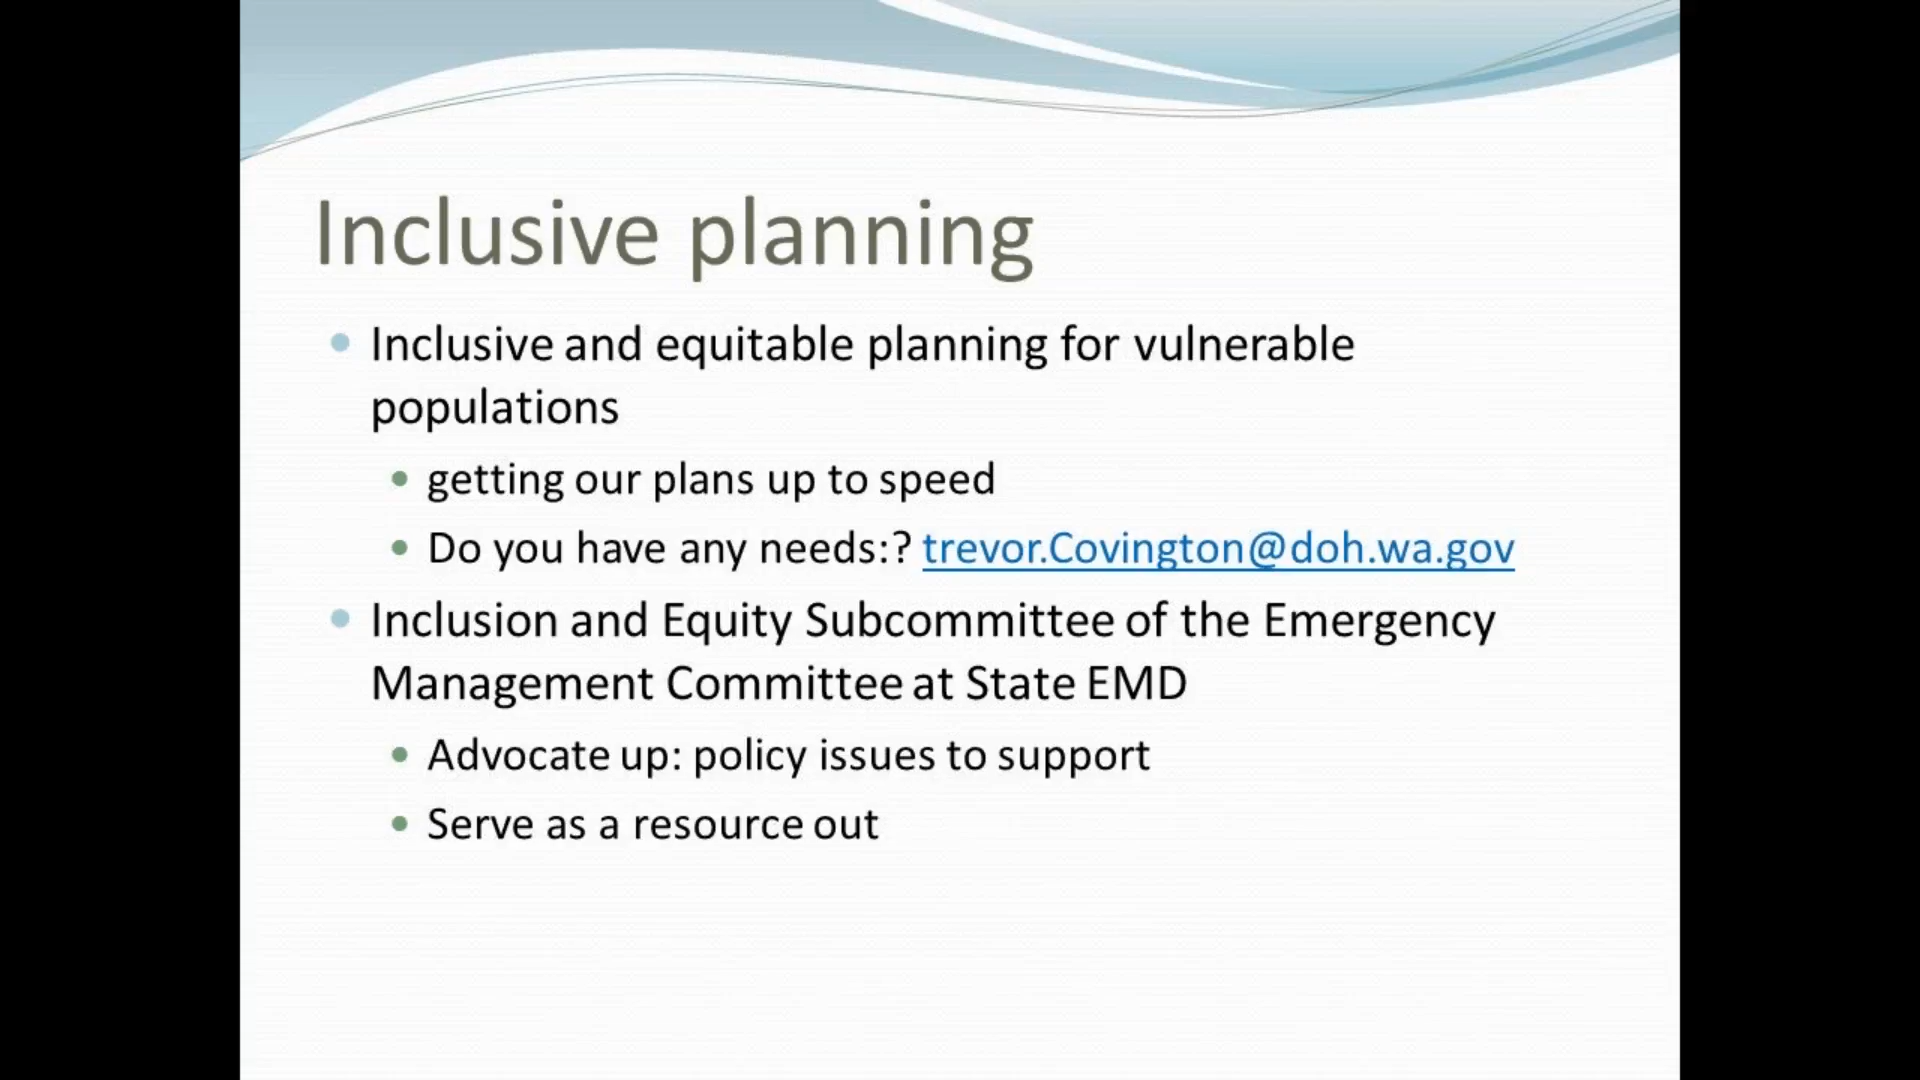 Inclusive planning
Inclusive and equitable planning for vulnerable
populations
getting our plans up to speed
Do you have any needs:? trevor.Covington@doh.wa.gov
Inclusion and Equity Subcommittee of the Emergency
Management Committee at State EMD
Advocate up: policy issues to support
Serve as a resource out